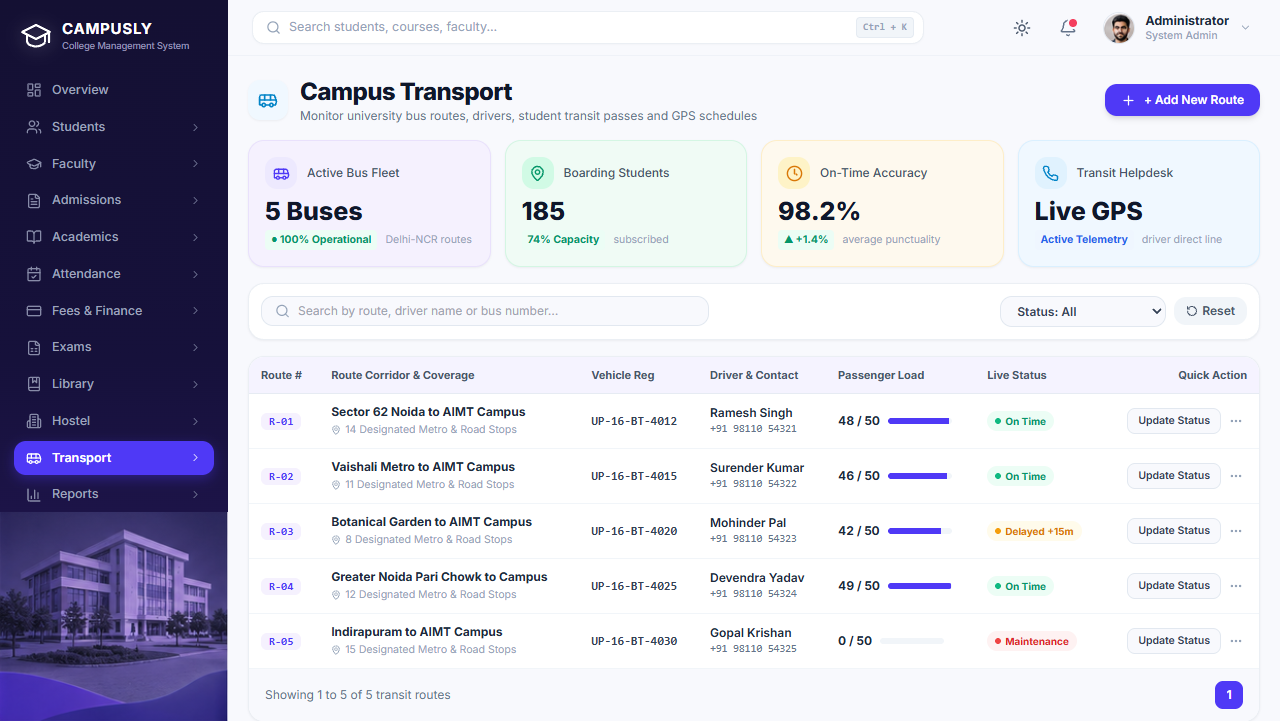 CAMPUSLY
College Management System
Overview
Students
Faculty
Admissions
Academics
Attendance
Fees & Finance
Exams
Library
Hostel
Transport
Reports
Search students, courses, faculty...
Ctrl + K
Administrator
System Admin
Campus Transport
Monitor university bus routes, drivers, student transit passes and GPS schedules
+ Add New Route
Active Bus Fleet
5 Buses
100% Operational Delhi-NCR routes
Boarding Students
185
74% Capacity subscribed
On-Time Accuracy
98.2%
▲ +1.4% average punctuality
Transit Helpdesk
Live GPS
Active Telemetry driver direct line
Search by route, driver name or bus number...
Status: All
Reset
Route # Route Corridor & Coverage Vehicle Reg Driver & Contact Passenger Load Live Status Quick Action
R-01 Sector 62 Noida to AIMT Campus UP-16-BT-4012 Ramesh Singh 48 / 50 On Time Update Status ···
14 Designated Metro & Road Stops +91 98110 54321
R-02 Vaishali Metro to AIMT Campus UP-16-BT-4015 Surender Kumar 46 / 50 On Time Update Status ···
11 Designated Metro & Road Stops +91 98110 54322
R-03 Botanical Garden to AIMT Campus UP-16-BT-4020 Mohinder Pal 42 / 50 Delayed +15m Update Status ···
8 Designated Metro & Road Stops +91 98110 54323
R-04 Greater Noida Pari Chowk to Campus UP-16-BT-4025 Devendra Yadav 49 / 50 On Time Update Status ···
12 Designated Metro & Road Stops +91 98110 54324
R-05 Indirapuram to AIMT Campus UP-16-BT-4030 Gopal Krishan 0 / 50 Maintenance Update Status ···
15 Designated Metro & Road Stops +91 98110 54325
Showing 1 to 5 of 5 transit routes
1